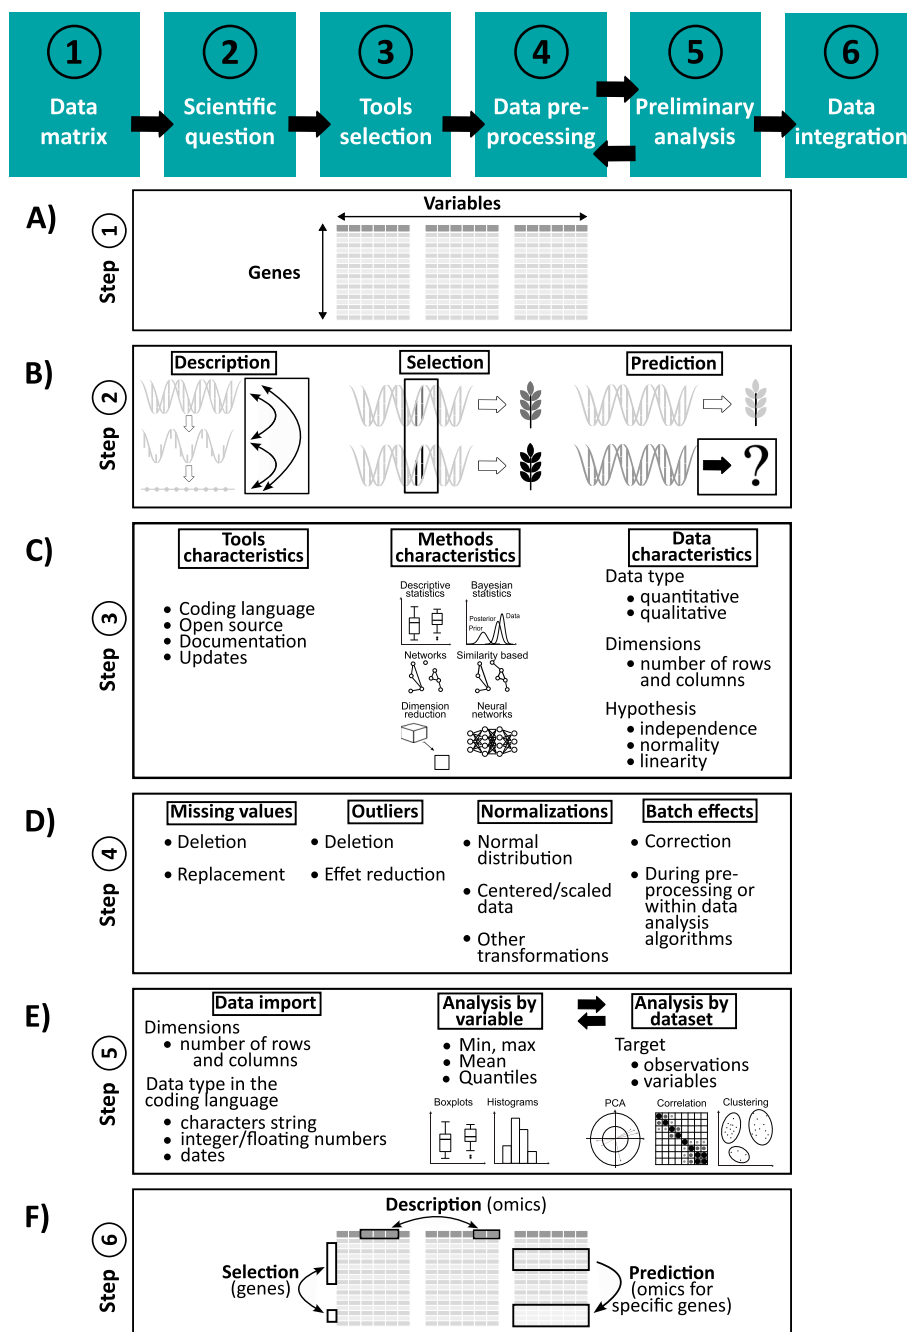 1
Data
matrix
2
Scientific
question
3
Tools
selection
4
Data pre-
processing
5
Preliminary
analysis
6
Data
integration
A)
Step 1
Variables
Genes
B)
Step 2
Description
Selection
Prediction
?
C)
Step 3
Tools
characteristics
• Coding language
• Open source
• Documentation
• Updates
Methods
characteristics
Descriptive
statistics
Bayesian
statistics
Posterior
Data
Prior
Networks
Similarity based
Dimension
reduction
Neural
networks
Data
characteristics
Data type
• quantitative
• qualitative
Dimensions
• number of rows
and columns
Hypothesis
• independence
• normality
• linearity
D)
Step 4
Missing values
• Deletion
• Replacement
Outliers
• Deletion
• Effet reduction
Normalizations
• Normal
distribution
• Centered/scaled
data
• Other
transformations
Batch effects
• Correction
• During pre-
processing or
within data
analysis
algorithms
E)
Step 5
Data import
Dimensions
• number of rows
and columns
Data type in the
coding language
• characters string
• integer/floating numbers
• dates
Analysis by
variable
• Min, max
• Mean
• Quantiles
Boxplots
Histograms
Analysis by
dataset
Target
• observations
• variables
PCA
Correlation
Clustering
F)
Step 6
Description (omics)
Selection
(genes)
Prediction
(omics for
specific genes)